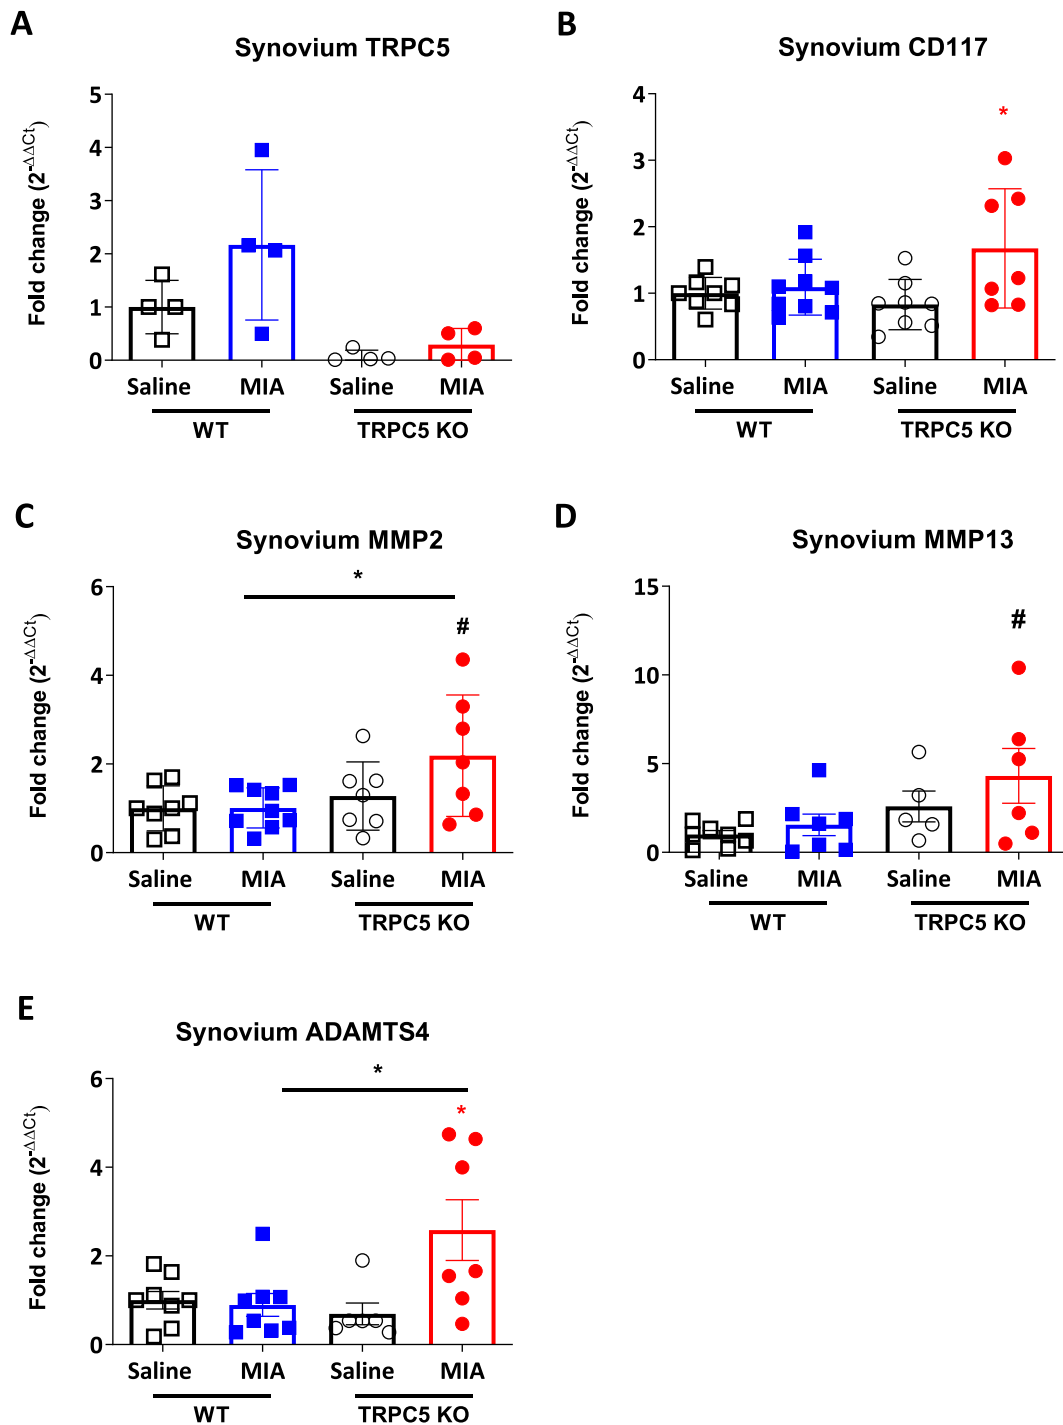 A
Synovium TRPC5
Fold change (2-ΔΔCt)
5
4
3
2
1
0
Saline MIA Saline MIA
WT TRPC5 KO
B
Synovium CD117
Fold change (2-ΔΔCt)
4
3
2
1
0
*
Saline MIA Saline MIA
WT TRPC5 KO
C
Synovium MMP2
Fold change (2-ΔΔCt)
6
4
2
0
*
#
Saline MIA Saline MIA
WT TRPC5 KO
D
Synovium MMP13
Fold change (2-ΔΔCt)
15
10
5
0
#
Saline MIA Saline MIA
WT TRPC5 KO
E
Synovium ADAMTS4
Fold change (2-ΔΔCt)
6
4
2
0
*
*
Saline MIA Saline MIA
WT TRPC5 KO